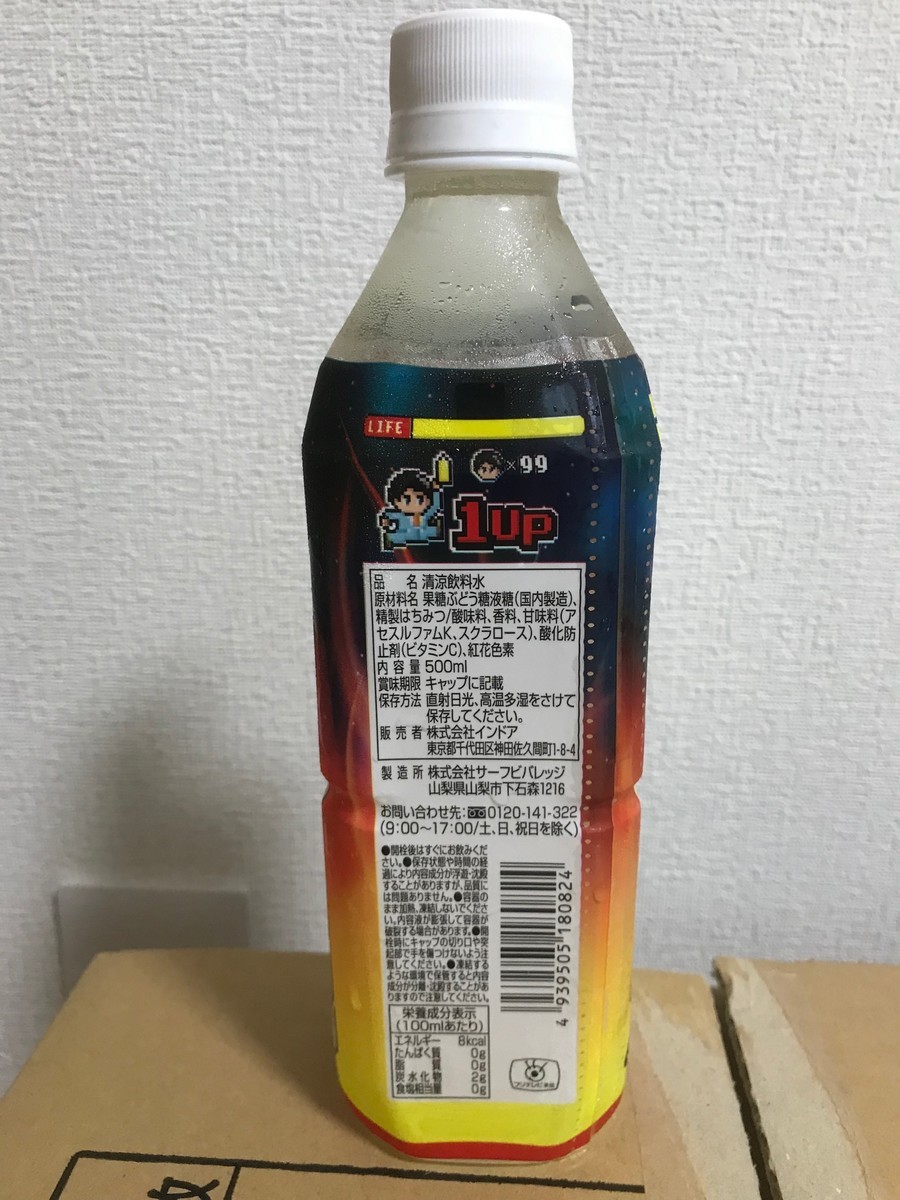 LIFE
×99
1UP
品名 清涼飲料水
原材料名 果糖ぶどう糖液糖(国内製造)、
精製はちみつ/酸味料、香料、甘味料(ア
セスルファムK、スクラロース)、酸化防
止剤(ビタミンC)、紅花色素
内容量 500ml
賞味期限 キャップに記載
保存方法 直射日光、高温多湿をさけて
保存してください。
販売者 株式会社インドア
東京都千代田区神田佐久間町1-8-4
製造所 株式会社サーフビバレッジ
山梨県山梨市下石森1216
お問い合わせ先:0120-141-322
(9:00〜17:00/土、日、祝日を除く)
●開栓後はすぐにお飲みくだ
さい。●保存状態や時間の経
過により内容成分が浮遊・沈殿
することがありますが、品質に
は問題ありません。●容器の
まま加熱、凍結しないでくださ
い。内容液が膨張して容器が
破裂する場合があります。●開
栓時にキャップの切り口や突
起部で手を傷つけないよう注
意してください。●凍結する
ような環境で保管すると内容
成分が分離・沈殿することがあ
りますので注意してください。
4 939505 180824
栄養成分表示
(100mlあたり)
エネルギー 8kcal
たんぱく質 0g
脂質 0g
炭水化物 2g
食塩相当量 0g
フジテレビ商品